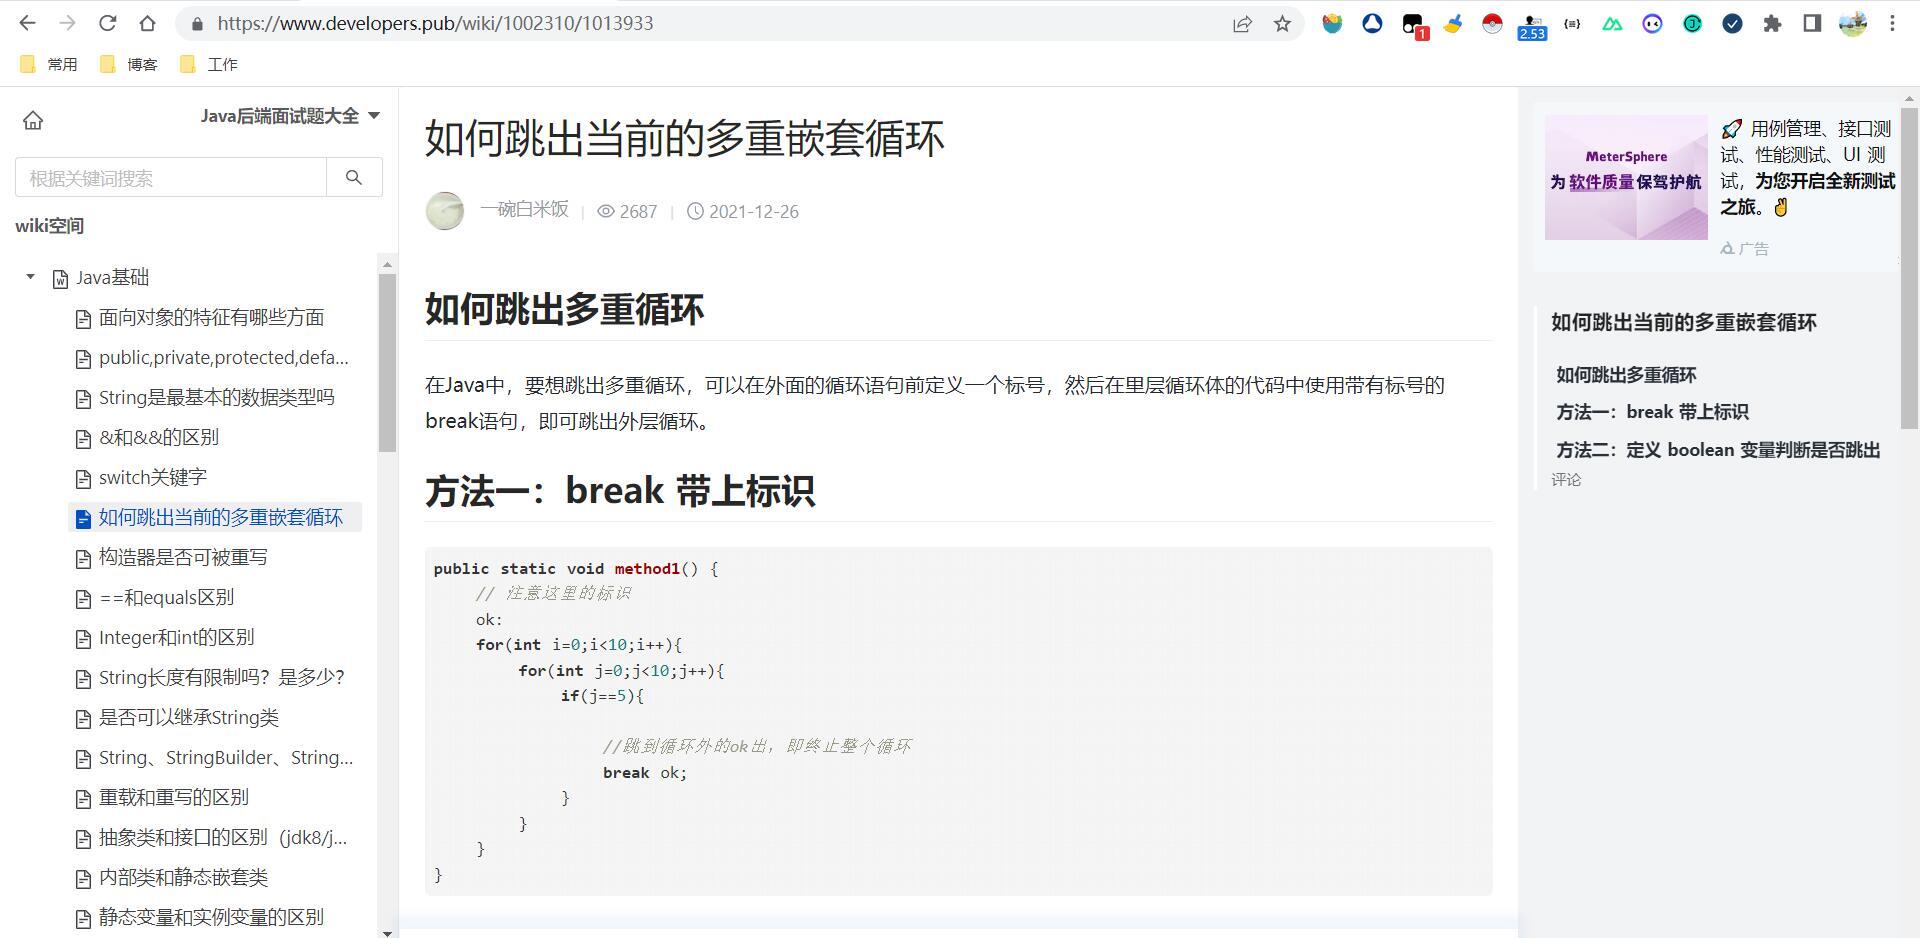 https://www.developers.pub/wiki/1002310/1013933
1
2.53
常用
博客
工作
Java后端面试题大全
根据关键词搜索
wiki空间
Java基础
面向对象的特征有哪些方面
public,private,protected,defa...
String是最基本的数据类型吗
&和&&的区别
switch关键字
如何跳出当前的多重嵌套循环
构造器是否可被重写
==和equals区别
Integer和int的区别
String长度有限制吗？是多少？
是否可以继承String类
String、StringBuilder、String...
重载和重写的区别
抽象类和接口的区别（jdk8/j...
内部类和静态嵌套类
静态变量和实例变量的区别
如何跳出当前的多重嵌套循环
一碗白米饭
2687
2021-12-26
如何跳出多重循环
在Java中，要想跳出多重循环，可以在外面的循环语句前定义一个标号，然后在里层循环体的代码中使用带有标号的
break语句，即可跳出外层循环。
方法一：break 带上标识
public static void method1() {
// 注意这里的标识
ok:
for(int i=0;i<10;i++){
for(int j=0;j<10;j++){
if(j==5){
//跳到循环外的ok出，即终止整个循环
break ok;
}
}
}
}
MeterSphere
为 软件质量 保驾护航
🚀 用例管理、接口测
试、性能测试、UI 测
试，为您开启全新测试
之旅。✌
广告
如何跳出当前的多重嵌套循环
如何跳出多重循环
方法一：break 带上标识
方法二：定义 boolean 变量判断是否跳出
评论